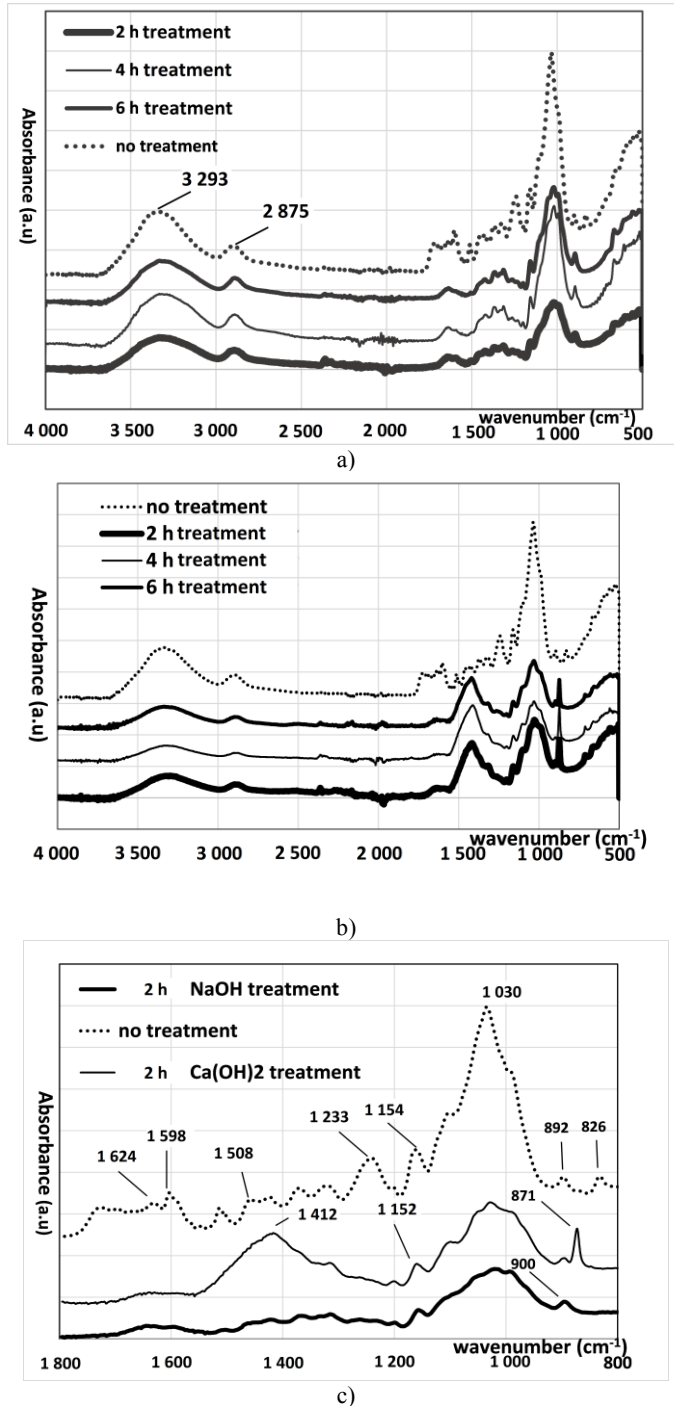 2 h treatment
4 h treatment
6 h treatment
no treatment
Absorbance (a.u)
3 293
2 875
wavenumber (cm-1)
4 000 3 500 3 000 2 500 2 000 1 500 1 000 500
a)
no treatment
2 h treatment
4 h treatment
6 h treatment
Absorbance (a.u)
wavenumber (cm-1)
4 000 3 500 3 000 2 500 2 000 1 500 1 000 500
b)
2 h NaOH treatment
no treatment
2 h Ca(OH)2 treatment
Absorbance (a.u)
1 030
1 233
1 154
1 624
1 598
1 508
892
826
1 412
1 152
871
900
wavenumber (cm-1)
1 800 1 600 1 400 1 200 1 000 800
c)